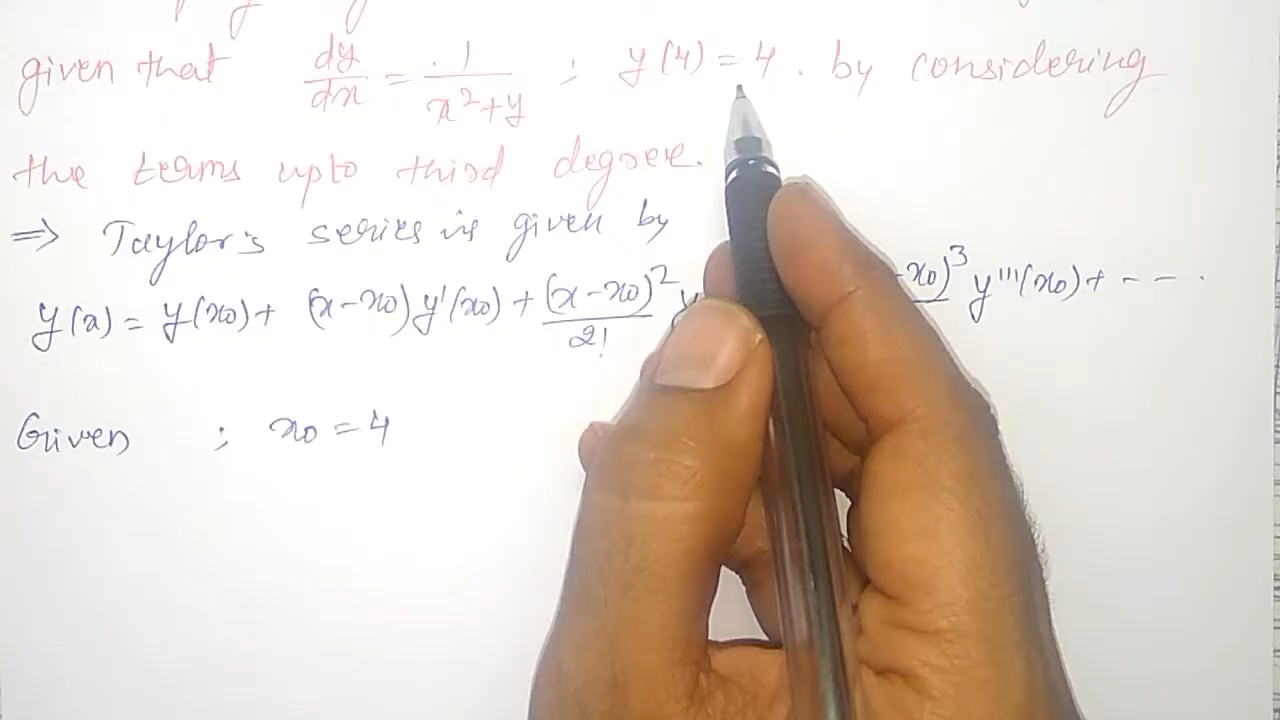 given that dy/dx = 1/(x²+y) ; y(4) = 4 . by considering
the terms upto third degree.
⇒ Taylor's series is given by
y(x) = y(x₀) + (x-x₀) y'(x₀) + (x-x₀)²/2! y x₀)³ y'''(x₀) + - - - .
Given ; x₀ = 4